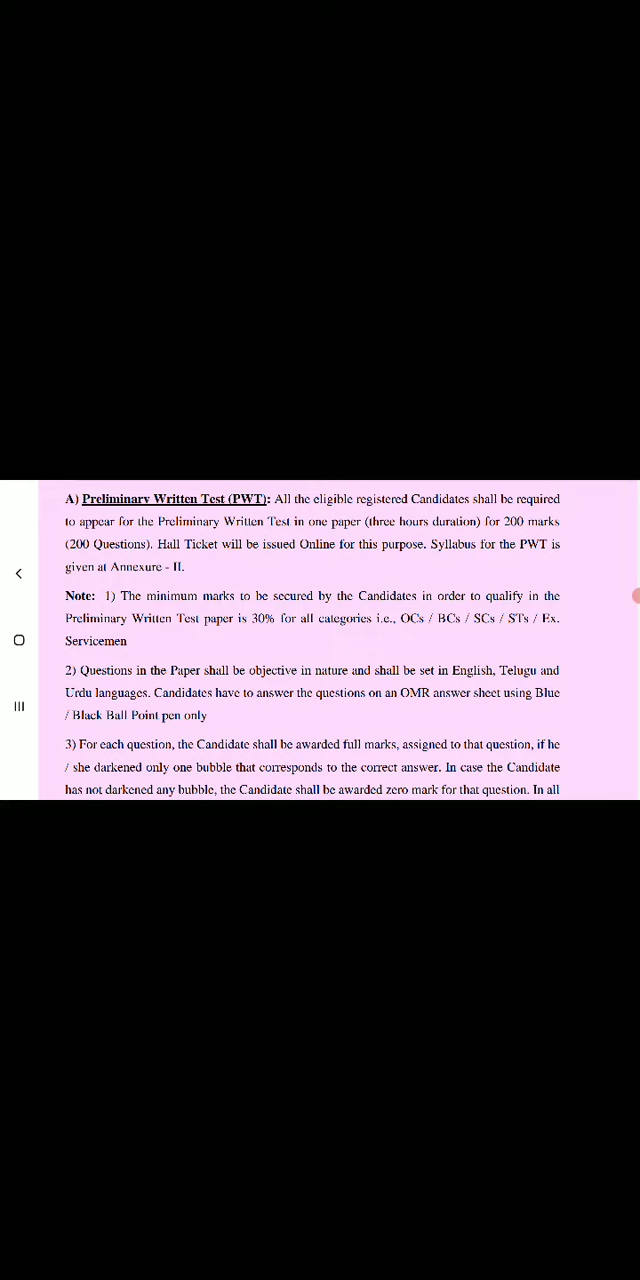 A) Preliminary Written Test (PWT): All the eligible registered Candidates shall be required
to appear for the Preliminary Written Test in one paper (three hours duration) for 200 marks
(200 Questions). Hall Ticket will be issued Online for this purpose. Syllabus for the PWT is
given at Annexure - II.
Note: 1) The minimum marks to be secured by the Candidates in order to qualify in the
Preliminary Written Test paper is 30% for all categories i.e., OCs / BCs / SCs / STs / Ex.
Servicemen
2) Questions in the Paper shall be objective in nature and shall be set in English, Telugu and
Urdu languages. Candidates have to answer the questions on an OMR answer sheet using Blue
/ Black Ball Point pen only
3) For each question, the Candidate shall be awarded full marks, assigned to that question, if he
/ she darkened only one bubble that corresponds to the correct answer. In case the Candidate
has not darkened any bubble, the Candidate shall be awarded zero mark for that question. In all